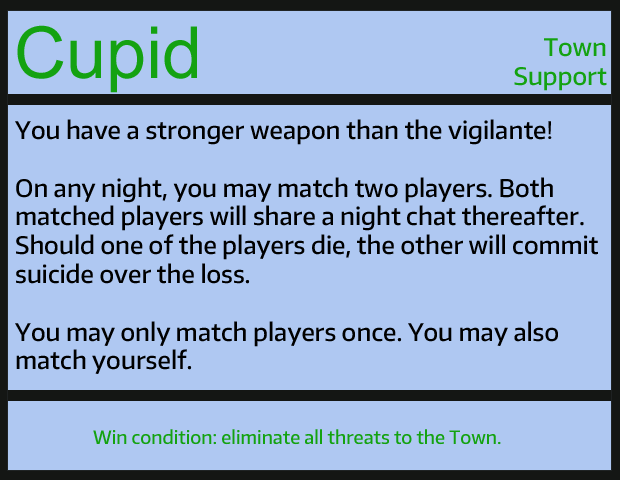 Cupid
Town
Support
You have a stronger weapon than the vigilante!
On any night, you may match two players. Both
matched players will share a night chat thereafter.
Should one of the players die, the other will commit
suicide over the loss.
You may only match players once. You may also
match yourself.
Win condition: eliminate all threats to the Town.